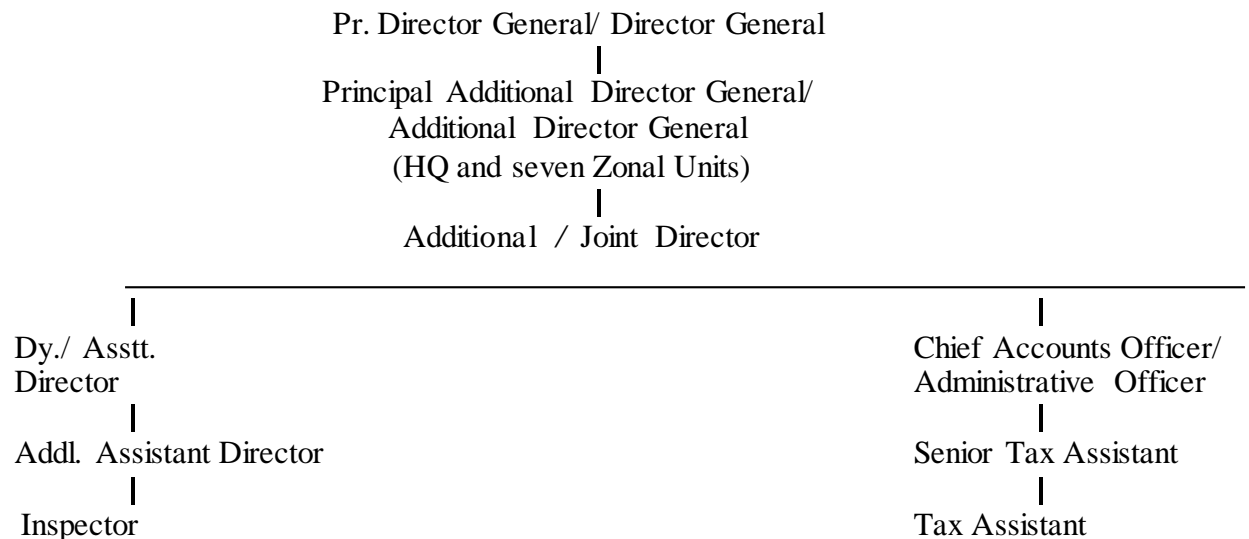 Pr. Director General/ Director General
Principal Additional Director General/
Additional Director General
(HQ and seven Zonal Units)
Additional / Joint Director
Dy./ Asstt.
Director
Chief Accounts Officer/
Administrative Officer
Addl. Assistant Director
Senior Tax Assistant
Inspector
Tax Assistant